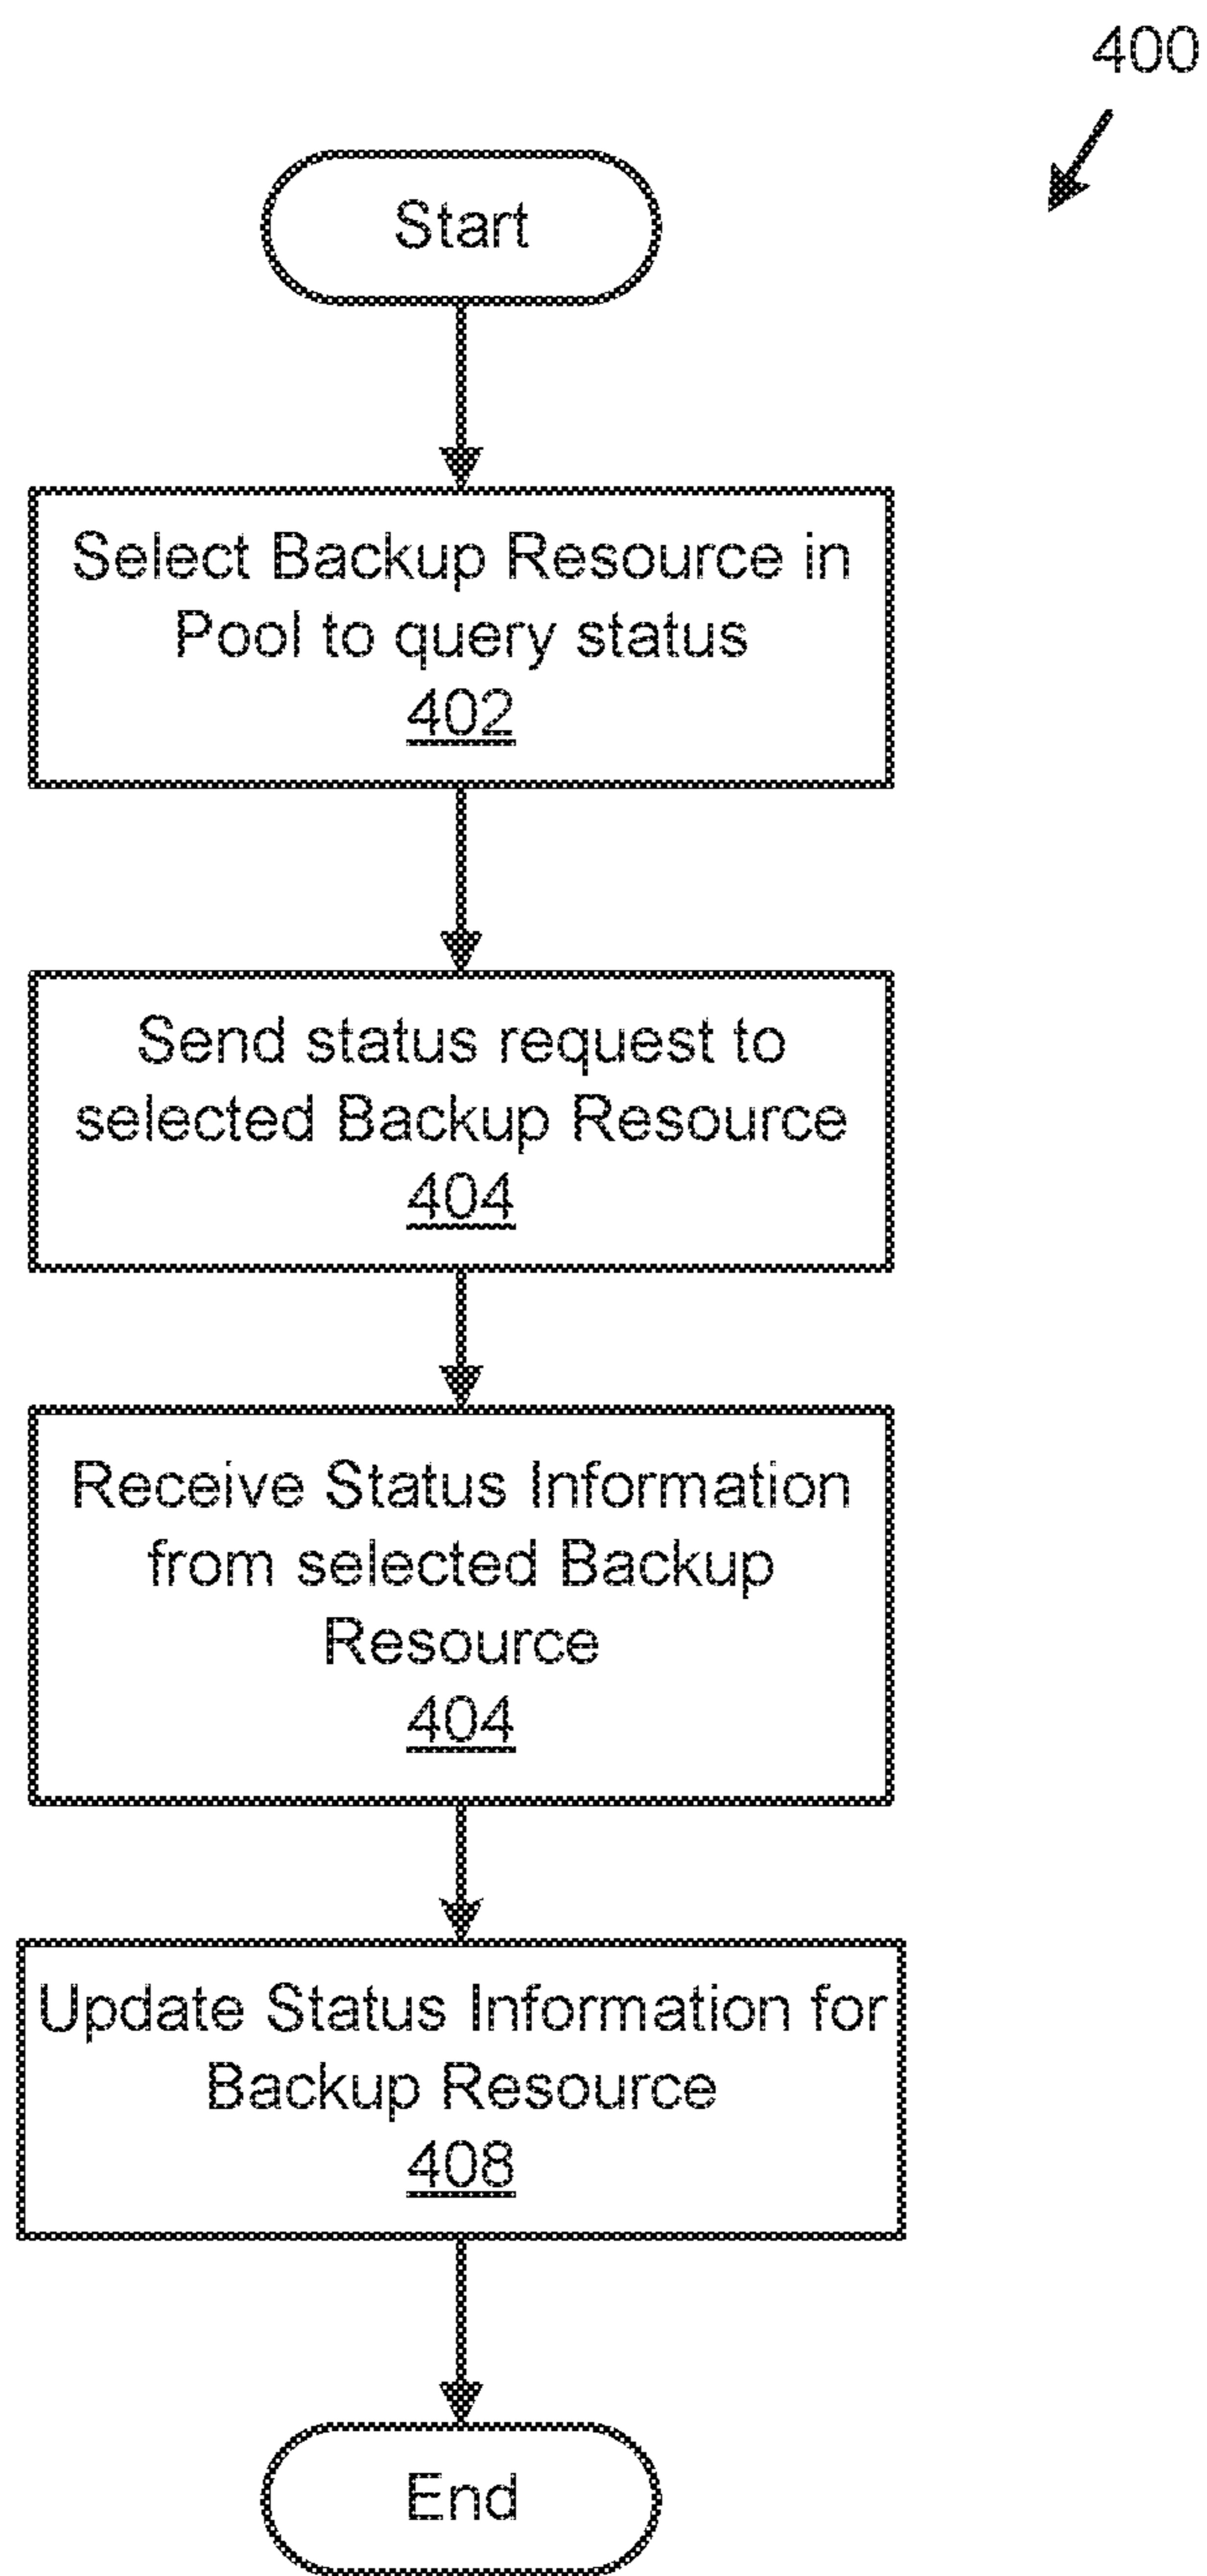 400
Start
Select Backup Resource in
Pool to query status
402
Send status request to
selected Backup Resource
404
Receive Status Information
from selected Backup
Resource
404
Update Status Information for
Backup Resource
408
End